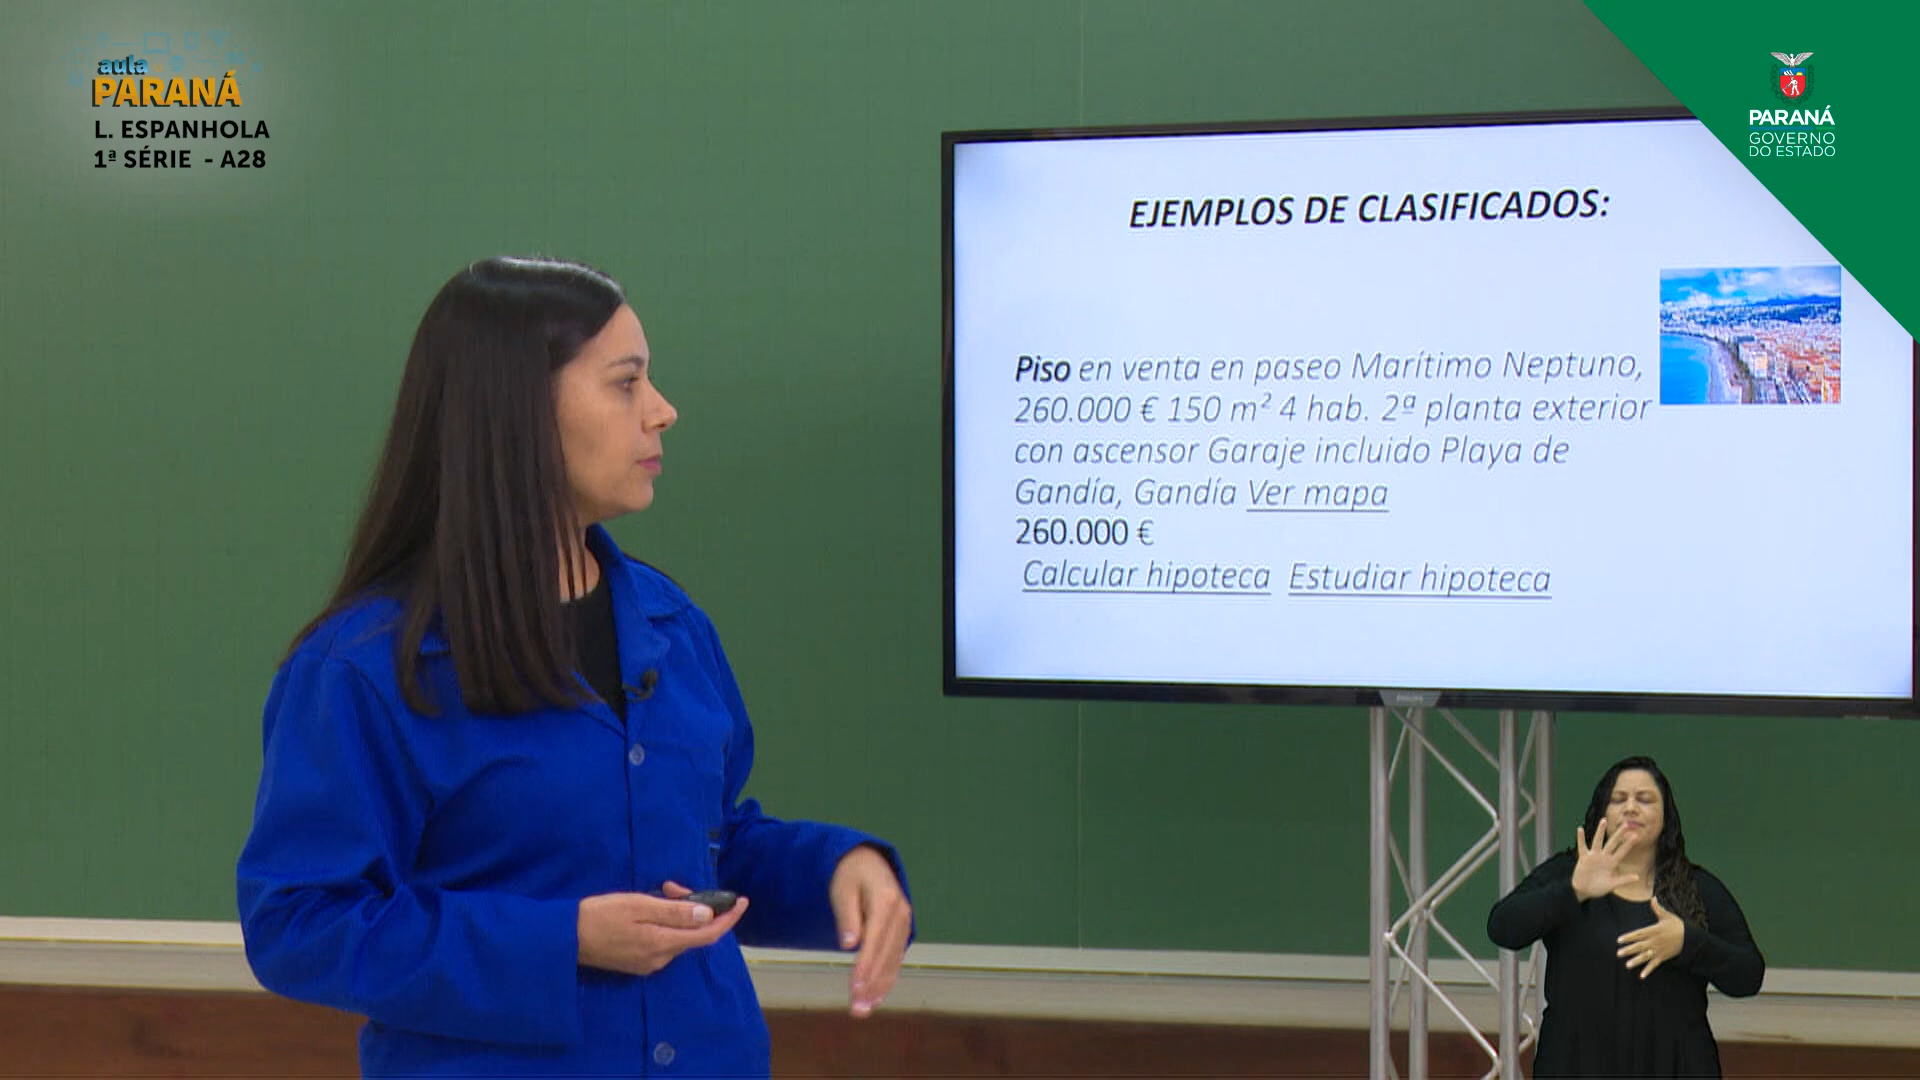 aula
PARANÁ
L. ESPANHOLA
1ª SÉRIE - A28
PARANÁ
GOVERNO
DO ESTADO
EJEMPLOS DE CLASIFICADOS:
Piso en venta en paseo Marítimo Neptuno,
260.000 € 150 m² 4 hab. 2ª planta exterior
con ascensor Garaje incluido Playa de
Gandía, Gandía Ver mapa
260.000 €
Calcular hipoteca Estudiar hipoteca
PHILIPS